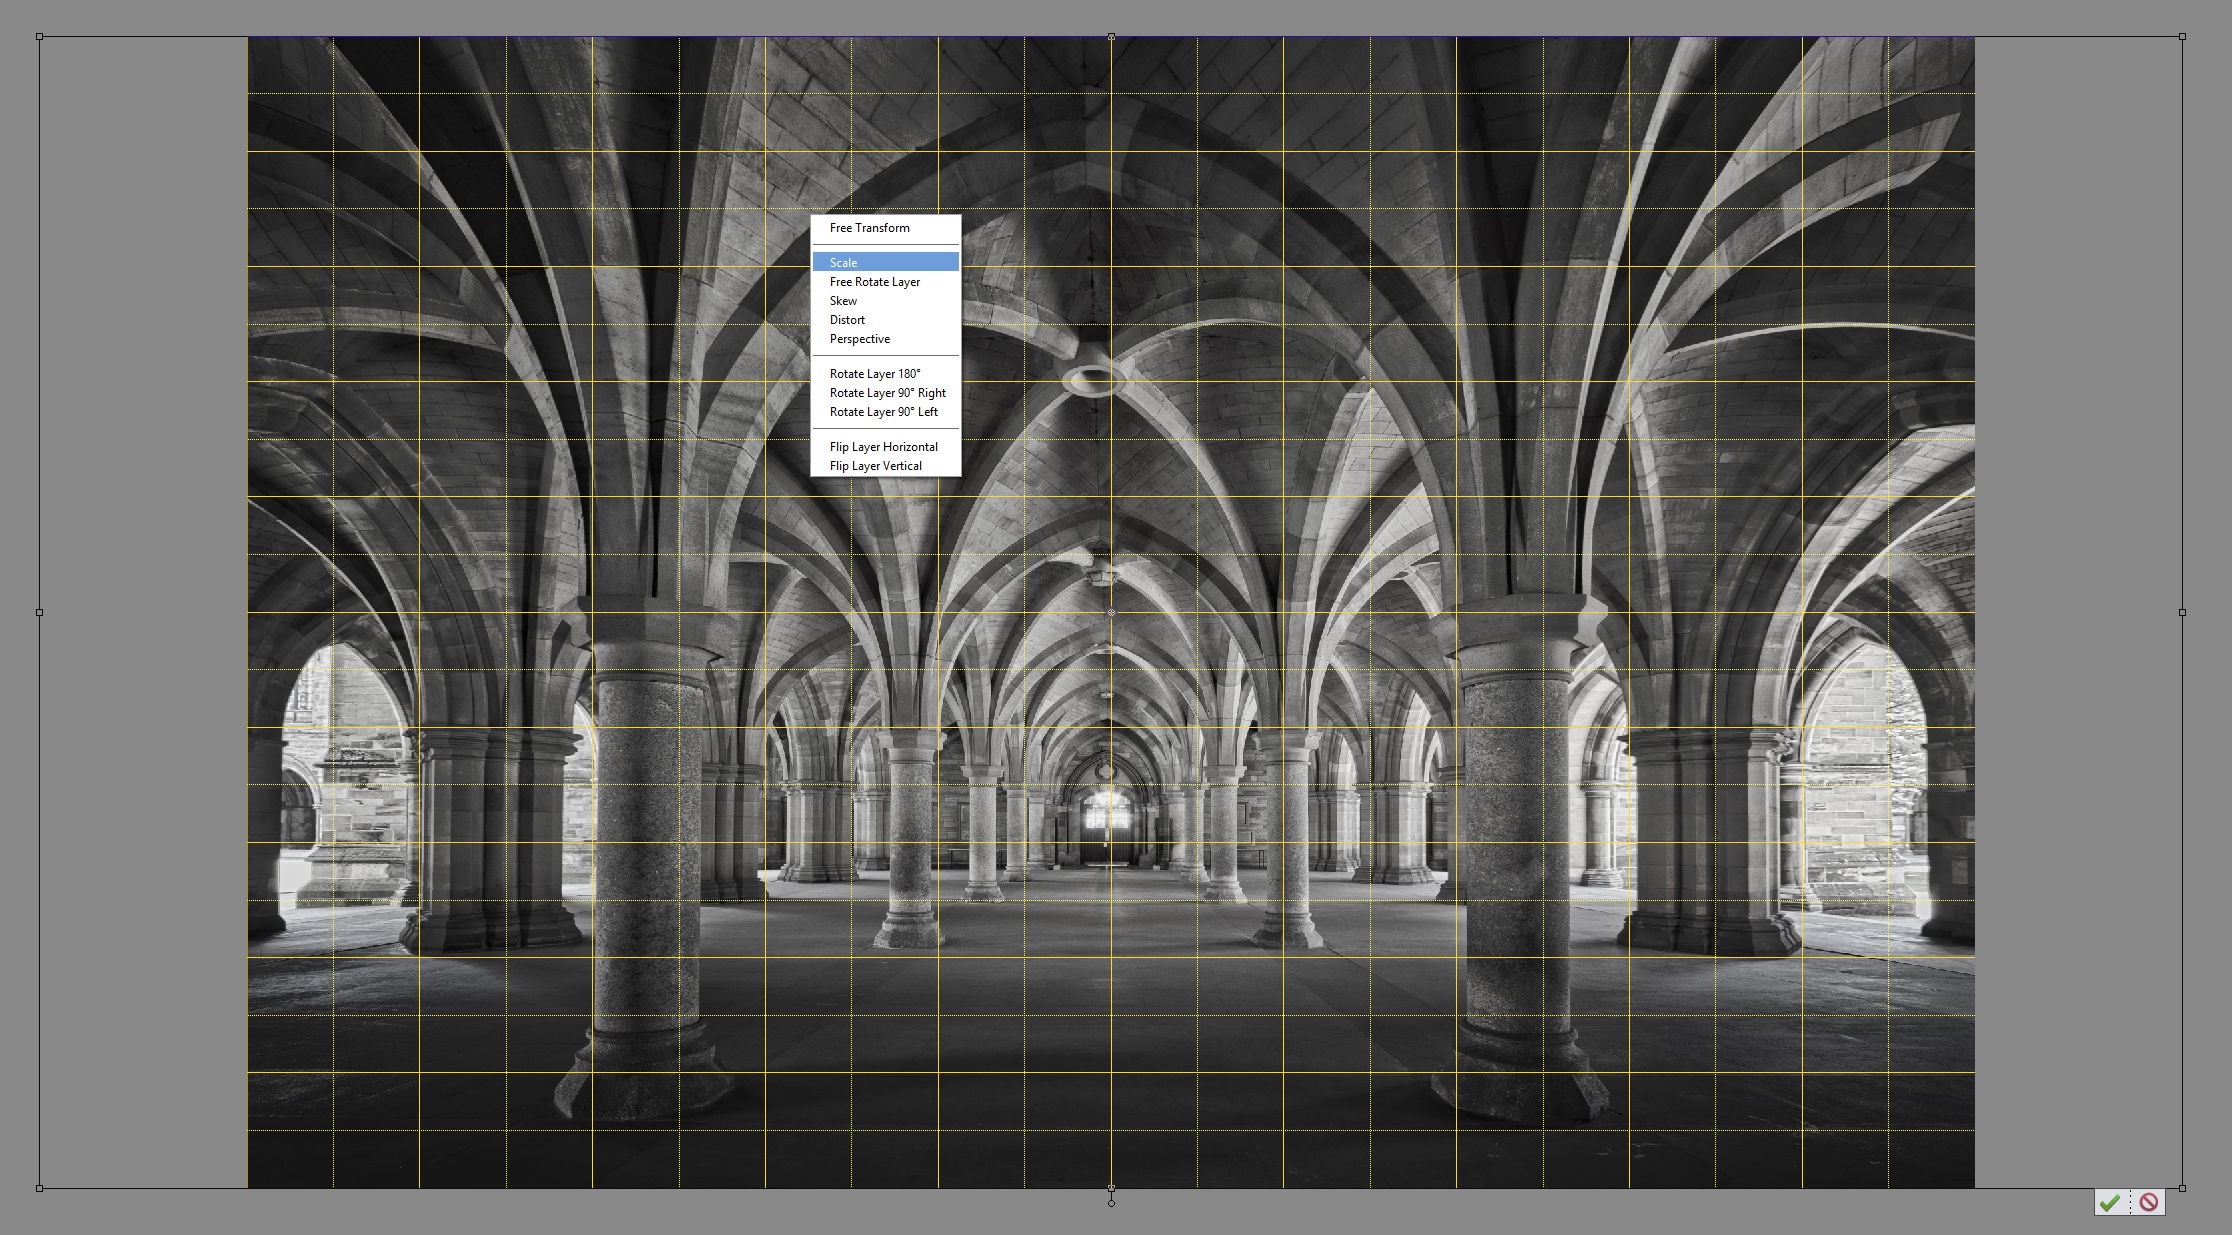 Free Transform
Scale
Free Rotate Layer
Skew
Distort
Perspective
Rotate Layer 180°
Rotate Layer 90° Right
Rotate Layer 90° Left
Flip Layer Horizontal
Flip Layer Vertical